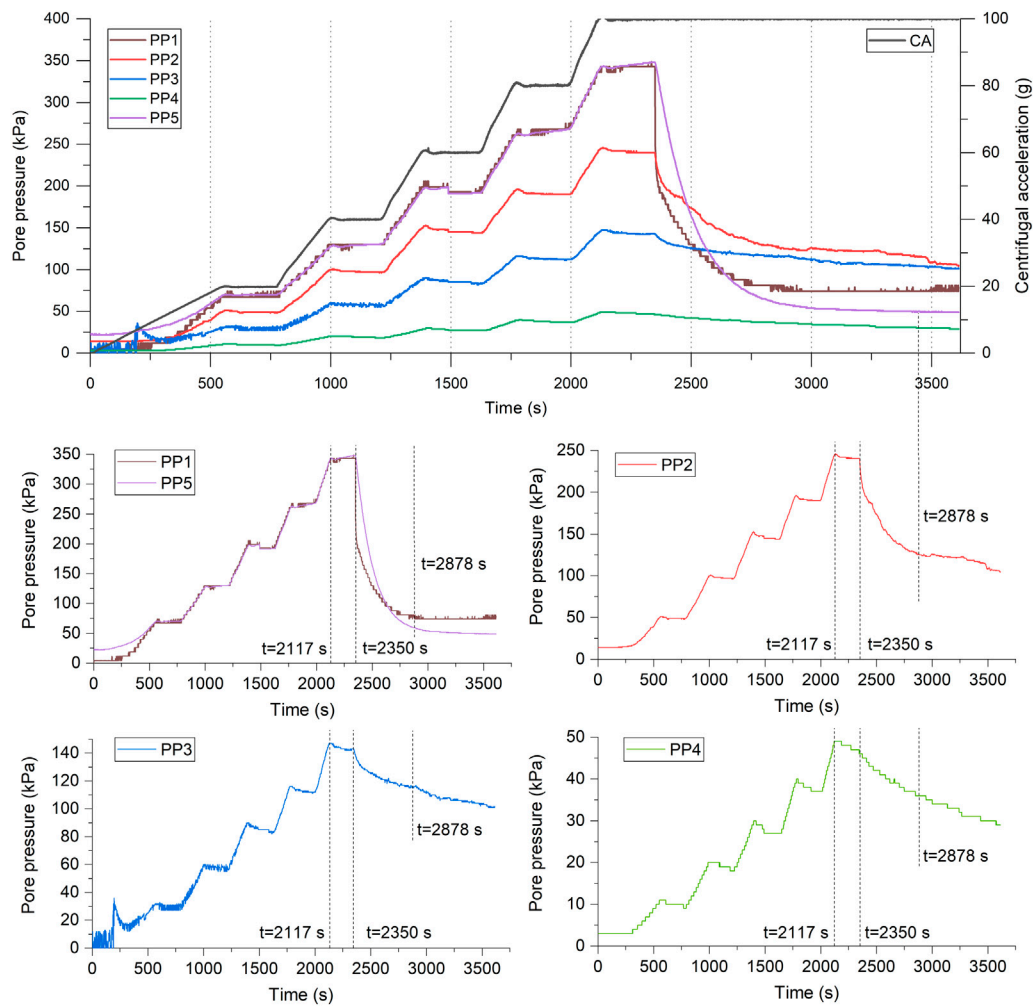 PP1
PP2
PP3
PP4
PP5
CA
Pore pressure (kPa)
400
350
300
250
200
150
100
50
0
Centrifugal acceleration (g)
100
80
60
40
20
0
0 500 1000 1500 2000 2500 3000 3500
Time (s)
PP1
PP5
Pore pressure (kPa)
350
300
250
200
150
100
50
0
t=2878 s
t=2117 s
t=2350 s
0 500 1000 1500 2000 2500 3000 3500
Time (s)
PP2
Pore pressure (kPa)
250
200
150
100
50
0
t=2878 s
t=2117 s
t=2350 s
0 500 1000 1500 2000 2500 3000 3500
Time (s)
PP3
Pore pressure (kPa)
140
120
100
80
60
40
20
0
t=2878 s
t=2117 s
t=2350 s
0 500 1000 1500 2000 2500 3000 3500
Time (s)
PP4
Pore pressure (kPa)
50
40
30
20
10
0
t=2878 s
t=2117 s
t=2350 s
0 500 1000 1500 2000 2500 3000 3500
Time (s)